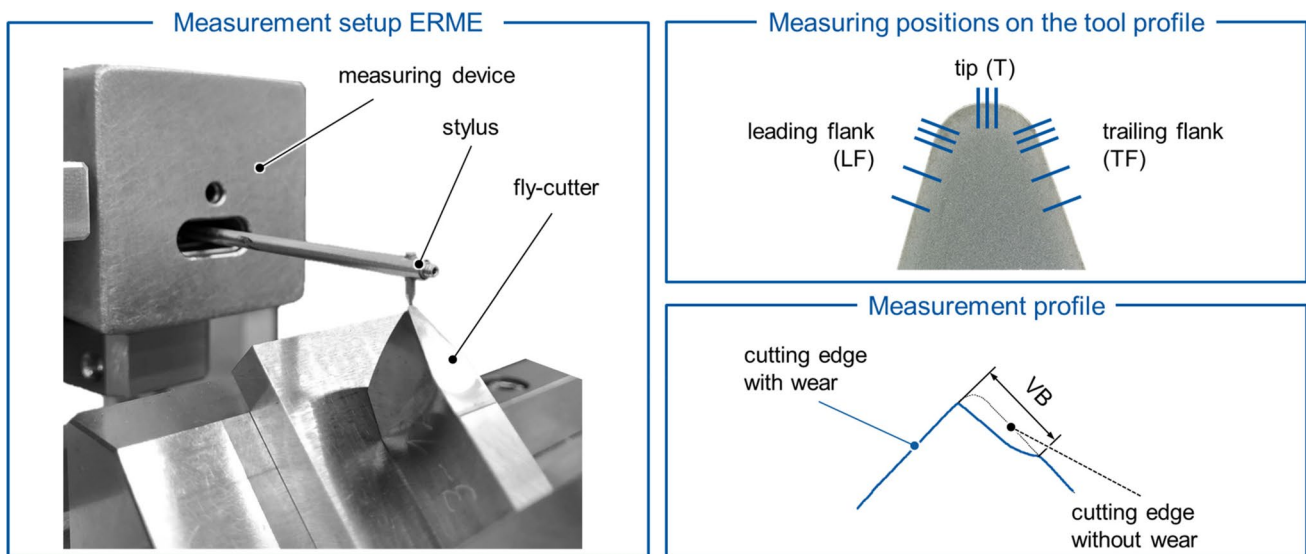 Measurement setup ERME
measuring device
stylus
fly-cutter
Measuring positions on the tool profile
tip (T)
leading flank
(LF)
trailing flank
(TF)
Measurement profile
cutting edge
with wear
VB
cutting edge
without wear